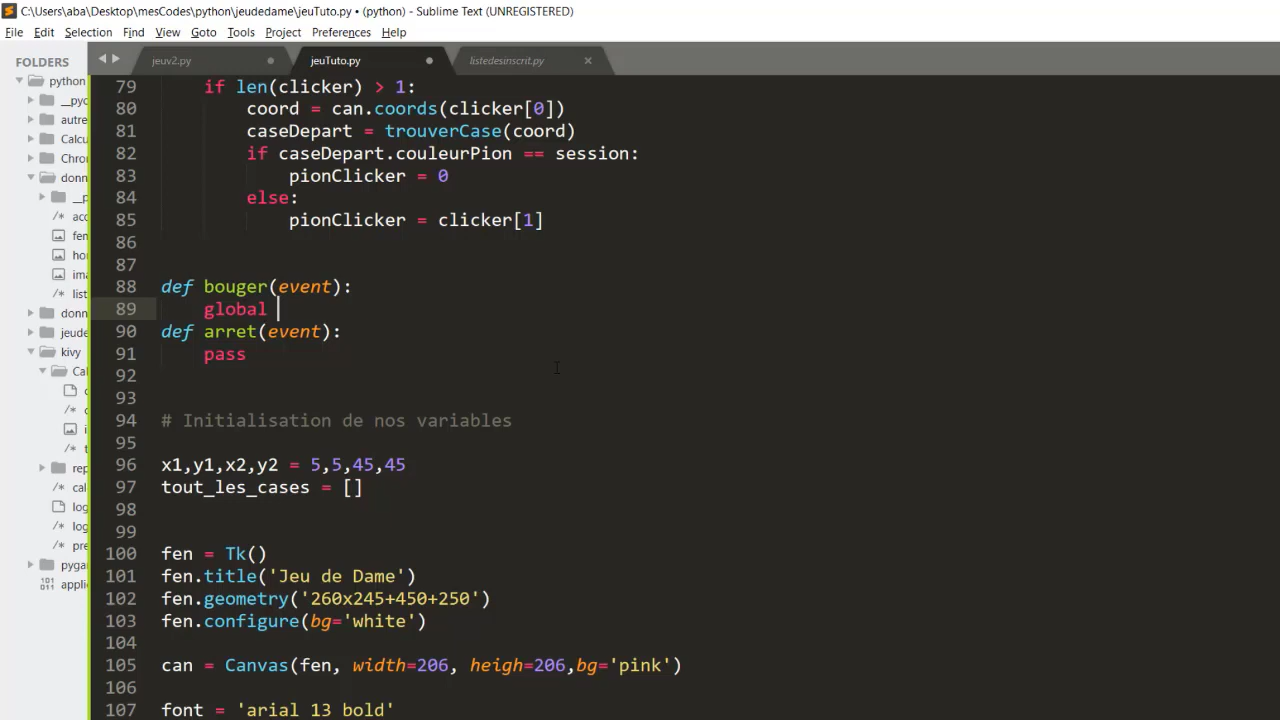 C:\Users\aba\Desktop\mesCodes\python\jeudedame\jeuTuto.py • (python) - Sublime Text (UNREGISTERED)
File Edit Selection Find View Goto Tools Project Preferences Help
FOLDERS
jeuv2.py jeuTuto.py listedesinscrit.py
python
__pyc
autre
Calcu
Chro
donn
__p
/* acc
fen
hor
ima
/* list
donn
jeude
kivy
Cal
/*
/* t
rep
/* cal
log
/* log
/* pre
pyga
applic
79 if len(clicker) > 1:
80 coord = can.coords(clicker[0])
81 caseDepart = trouverCase(coord)
82 if caseDepart.couleurPion == session:
83 pionClicker = 0
84 else:
85 pionClicker = clicker[1]
86
87
88 def bouger(event):
89 global
90 def arret(event):
91 pass
92
93
94 # Initialisation de nos variables
95
96 x1,y1,x2,y2 = 5,5,45,45
97 tout_les_cases = []
98
99
100 fen = Tk()
101 fen.title('Jeu de Dame')
102 fen.geometry('260x245+450+250')
103 fen.configure(bg='white')
104
105 can = Canvas(fen, width=206, heigh=206,bg='pink')
106
107 font = 'arial 13 bold'